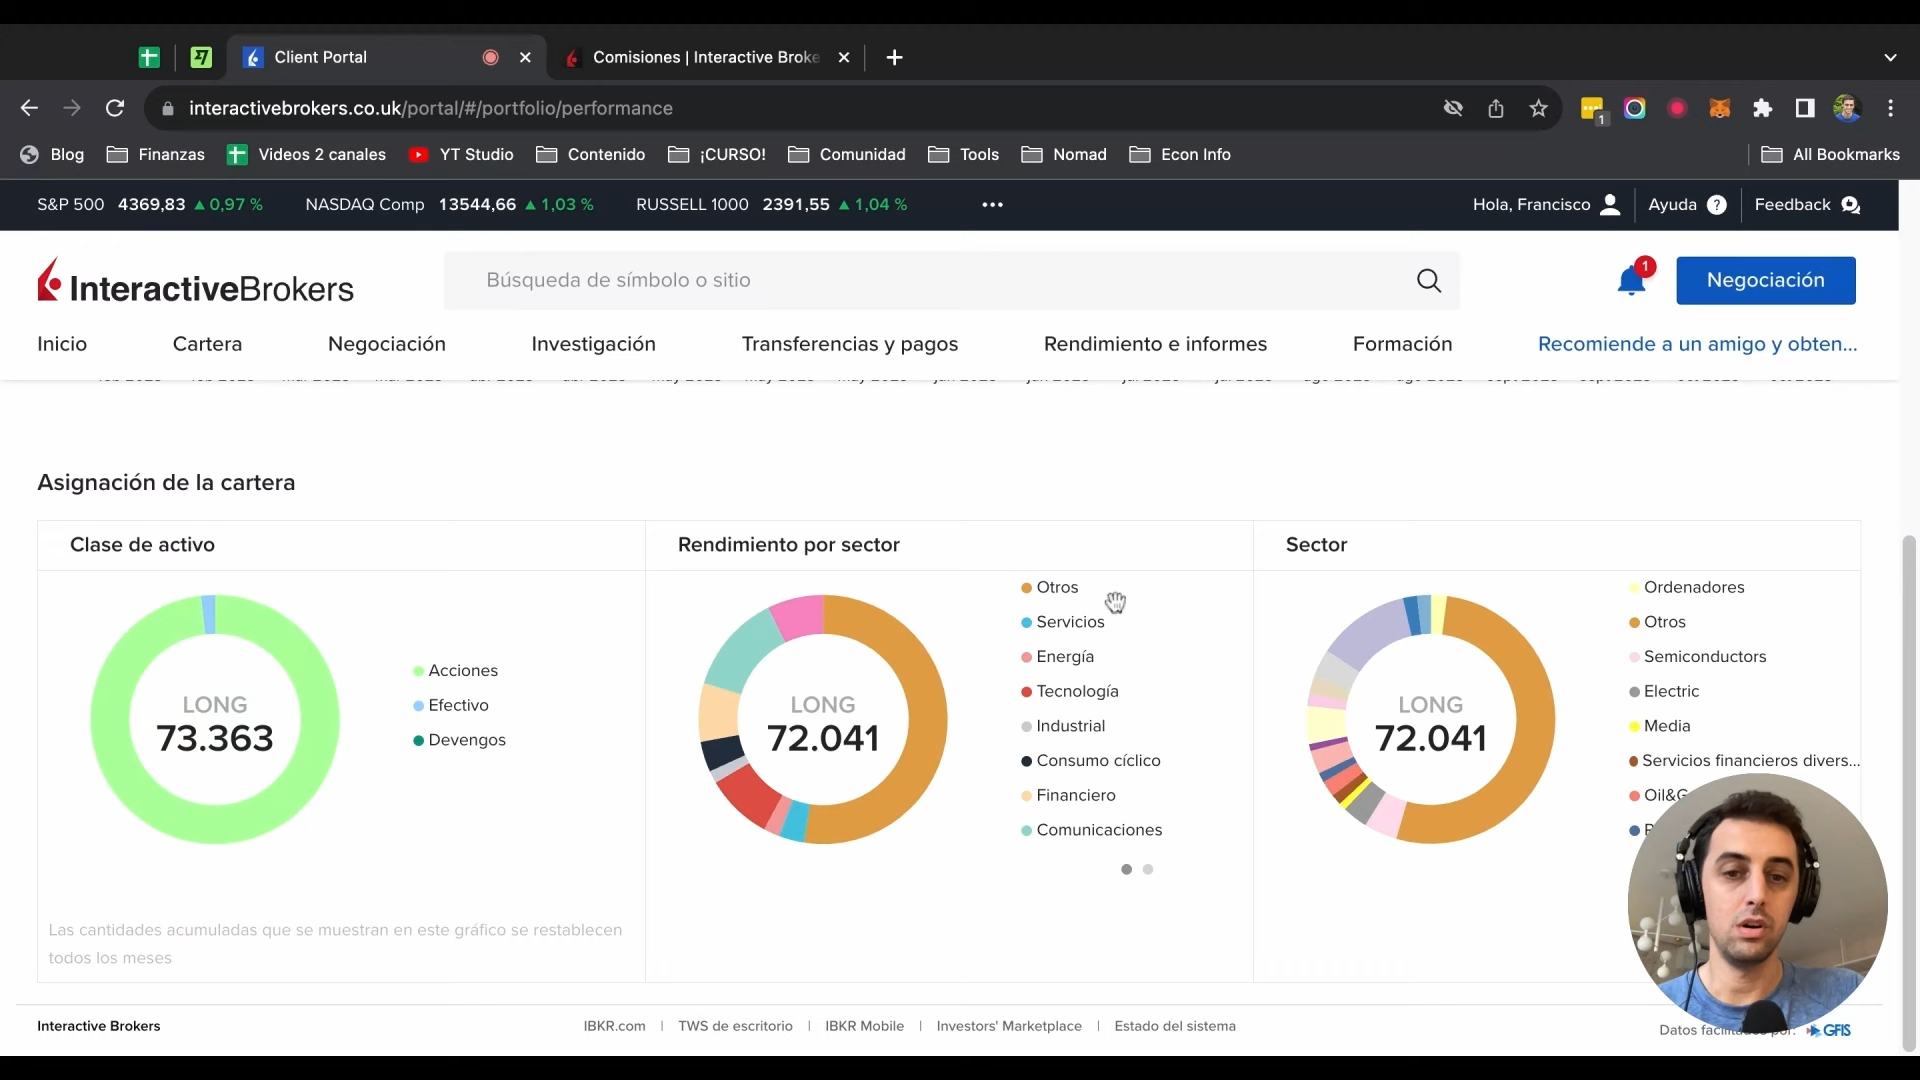 Client Portal
Comisiones | Interactive Broke
interactivebrokers.co.uk/portal/#/portfolio/performance
1
Blog
Finanzas
Videos 2 canales
YT Studio
Contenido
¡CURSO!
Comunidad
Tools
Nomad
Econ Info
All Bookmarks
S&P 500 4369,83 ▲ 0,97 %
NASDAQ Comp 13544,66 ▲ 1,03 %
RUSSELL 1000 2391,55 ▲ 1,04 %
•••
Hola, Francisco
Ayuda ?
Feedback
InteractiveBrokers
Búsqueda de símbolo o sitio
1
Negociación
Inicio
Cartera
Negociación
Investigación
Transferencias y pagos
Rendimiento e informes
Formación
Recomiende a un amigo y obten...
Asignación de la cartera
Clase de activo
LONG
73.363
Acciones
Efectivo
Devengos
Las cantidades acumuladas que se muestran en este gráfico se restablecen
todos los meses
Rendimiento por sector
LONG
72.041
Otros
Servicios
Energía
Tecnología
Industrial
Consumo cíclico
Financiero
Comunicaciones
Sector
LONG
72.041
Ordenadores
Otros
Semiconductors
Electric
Media
Servicios financieros divers...
Interactive Brokers
IBKR.com
TWS de escritorio
IBKR Mobile
Investors' Marketplace
Estado del sistema
Datos por:
GFIS